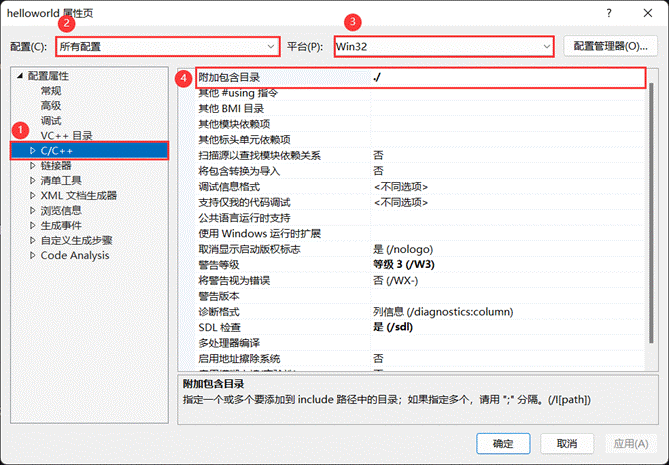 helloworld 属性页 ? ×
2 3
配置(C): 所有配置 平台(P): Win32 配置管理器(O)...
配置属性
常规
高级
调试
VC++ 目录
1
C/C++
链接器
清单工具
XML 文档生成器
浏览信息
生成事件
自定义生成步骤
Code Analysis
4
附加包含目录 ./
其他 #using 指令
其他 BMI 目录
其他模块依赖项
其他标头单元依赖项
扫描源以查找模块依赖关系 否
将包含转换为导入 否
调试信息格式 <不同选项>
支持仅我的代码调试 <不同选项>
公共语言运行时支持
使用 Windows 运行时扩展
取消显示启动版权标志 是 (/nologo)
警告等级 等级 3 (/W3)
将警告视为错误 否 (/WX-)
警告版本
诊断格式 列信息 (/diagnostics:column)
SDL 检查 是 (/sdl)
多处理器编译
启用地址擦除系统 否
附加包含目录
指定一个或多个要添加到 include 路径中的目录；如果指定多个，请用 ";" 分隔。(/I[path])
确定 取消 应用(A)